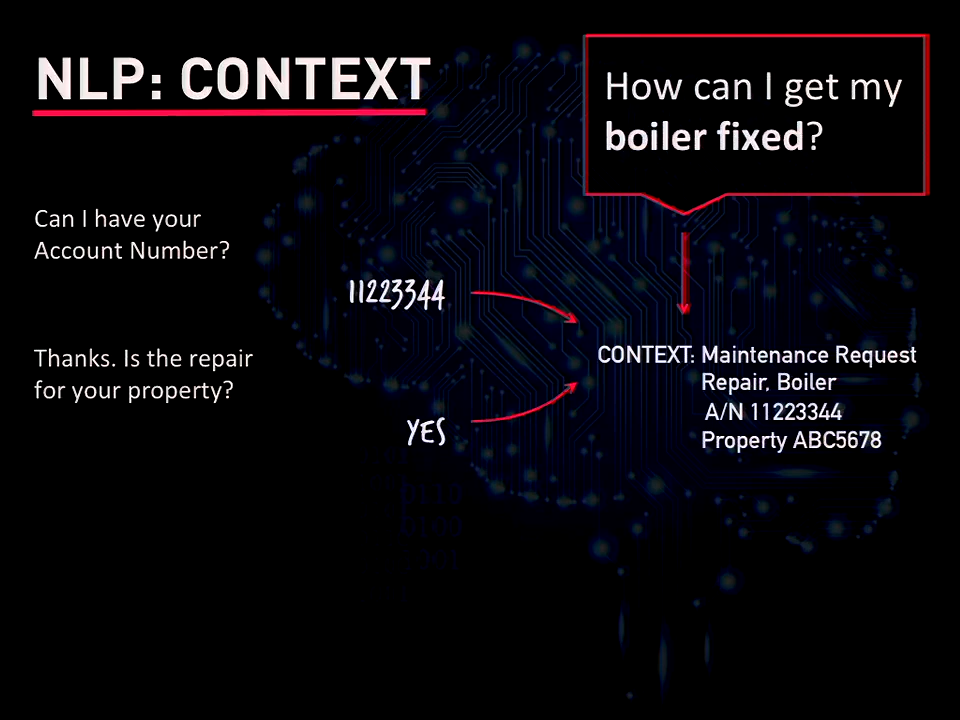 NLP: CONTEXT
How can I get my
boiler fixed?
Can I have your
Account Number?
11223344
Thanks. Is the repair
for your property?
YES
CONTEXT: Maintenance Request
Repair, Boiler
A/N 11223344
Property ABC5678